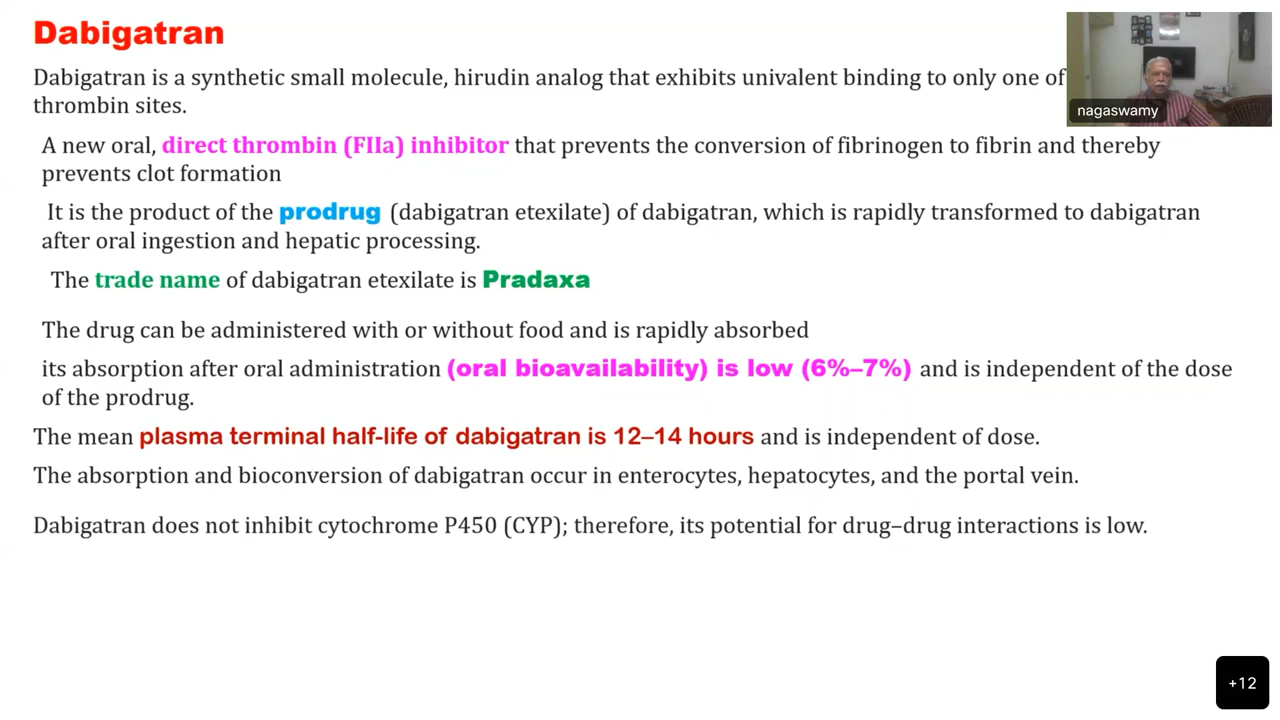 Dabigatran
Dabigatran is a synthetic small molecule, hirudin analog that exhibits univalent binding to only one of
thrombin sites.
nagaswamy
A new oral, direct thrombin (FIIa) inhibitor that prevents the conversion of fibrinogen to fibrin and thereby
prevents clot formation
It is the product of the prodrug (dabigatran etexilate) of dabigatran, which is rapidly transformed to dabigatran
after oral ingestion and hepatic processing.
The trade name of dabigatran etexilate is Pradaxa
The drug can be administered with or without food and is rapidly absorbed
its absorption after oral administration (oral bioavailability) is low (6%–7%) and is independent of the dose
of the prodrug.
The mean plasma terminal half-life of dabigatran is 12–14 hours and is independent of dose.
The absorption and bioconversion of dabigatran occur in enterocytes, hepatocytes, and the portal vein.
Dabigatran does not inhibit cytochrome P450 (CYP); therefore, its potential for drug–drug interactions is low.
+12